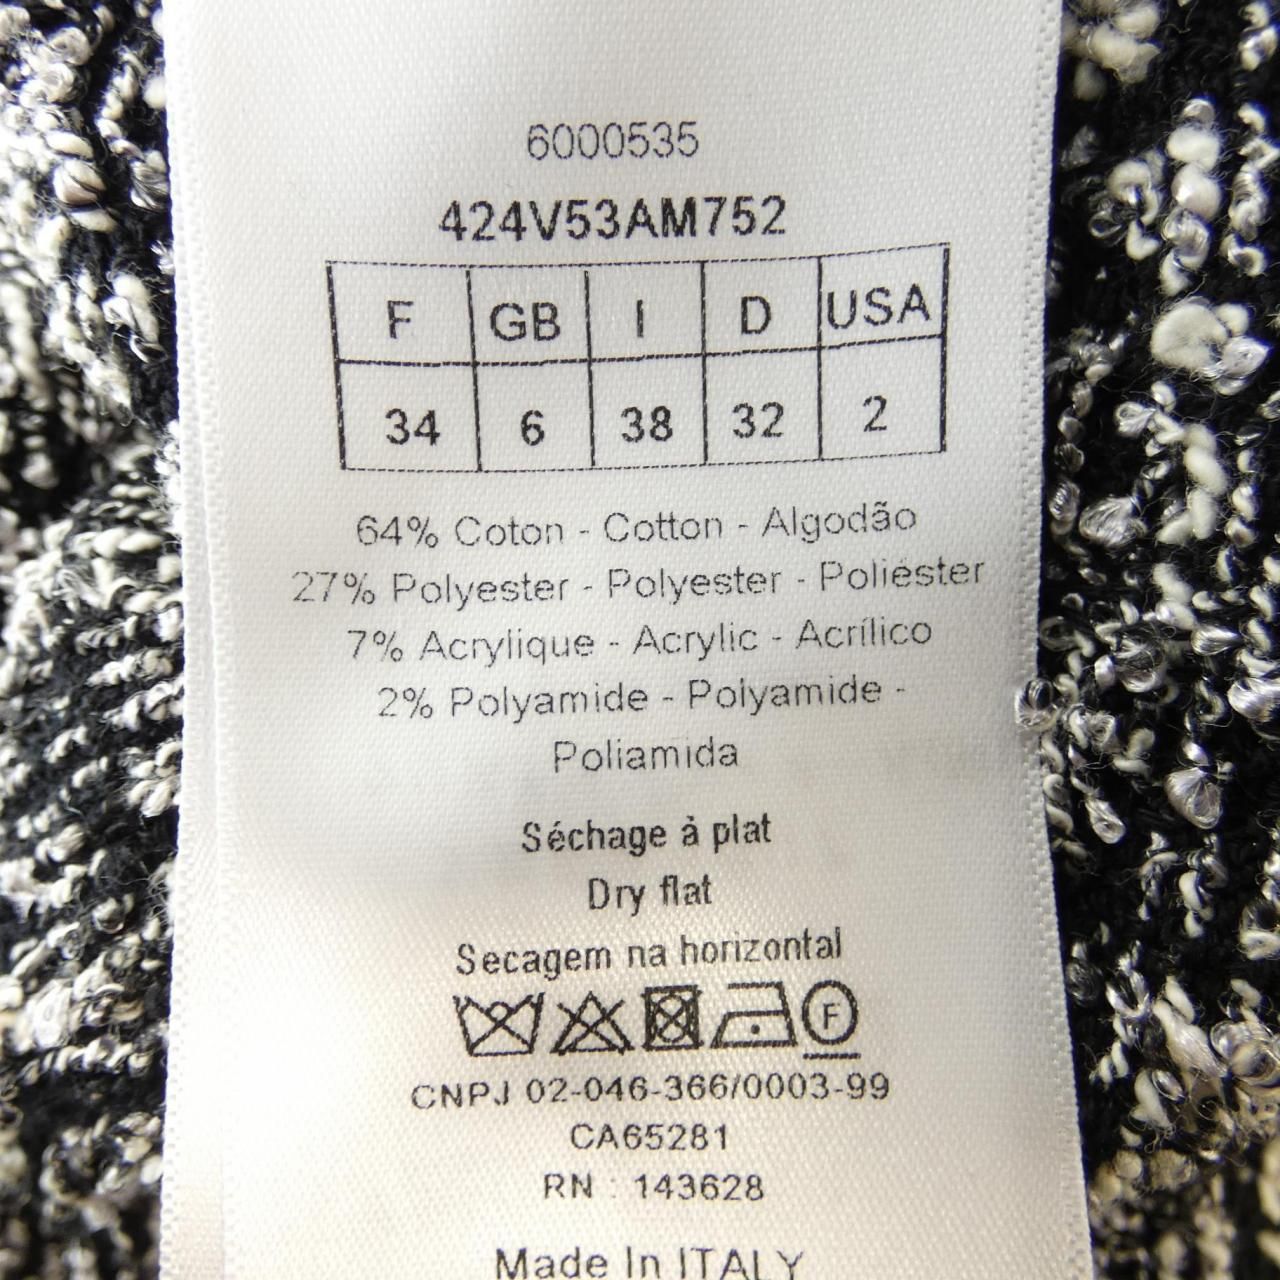 6000535
424V53AM752
F GB I D USA
34 6 38 32 2
64% Coton - Cotton - Algodão
27% Polyester - Polyester - Poliéster
7% Acrylique - Acrylic - Acrílico
2% Polyamide - Polyamide -
Poliamida
Séchage à plat
Dry flat
Secagem na horizontal
F
CNPJ 02-046-366/0003-99
CA65281
RN : 143628
Made In ITALY